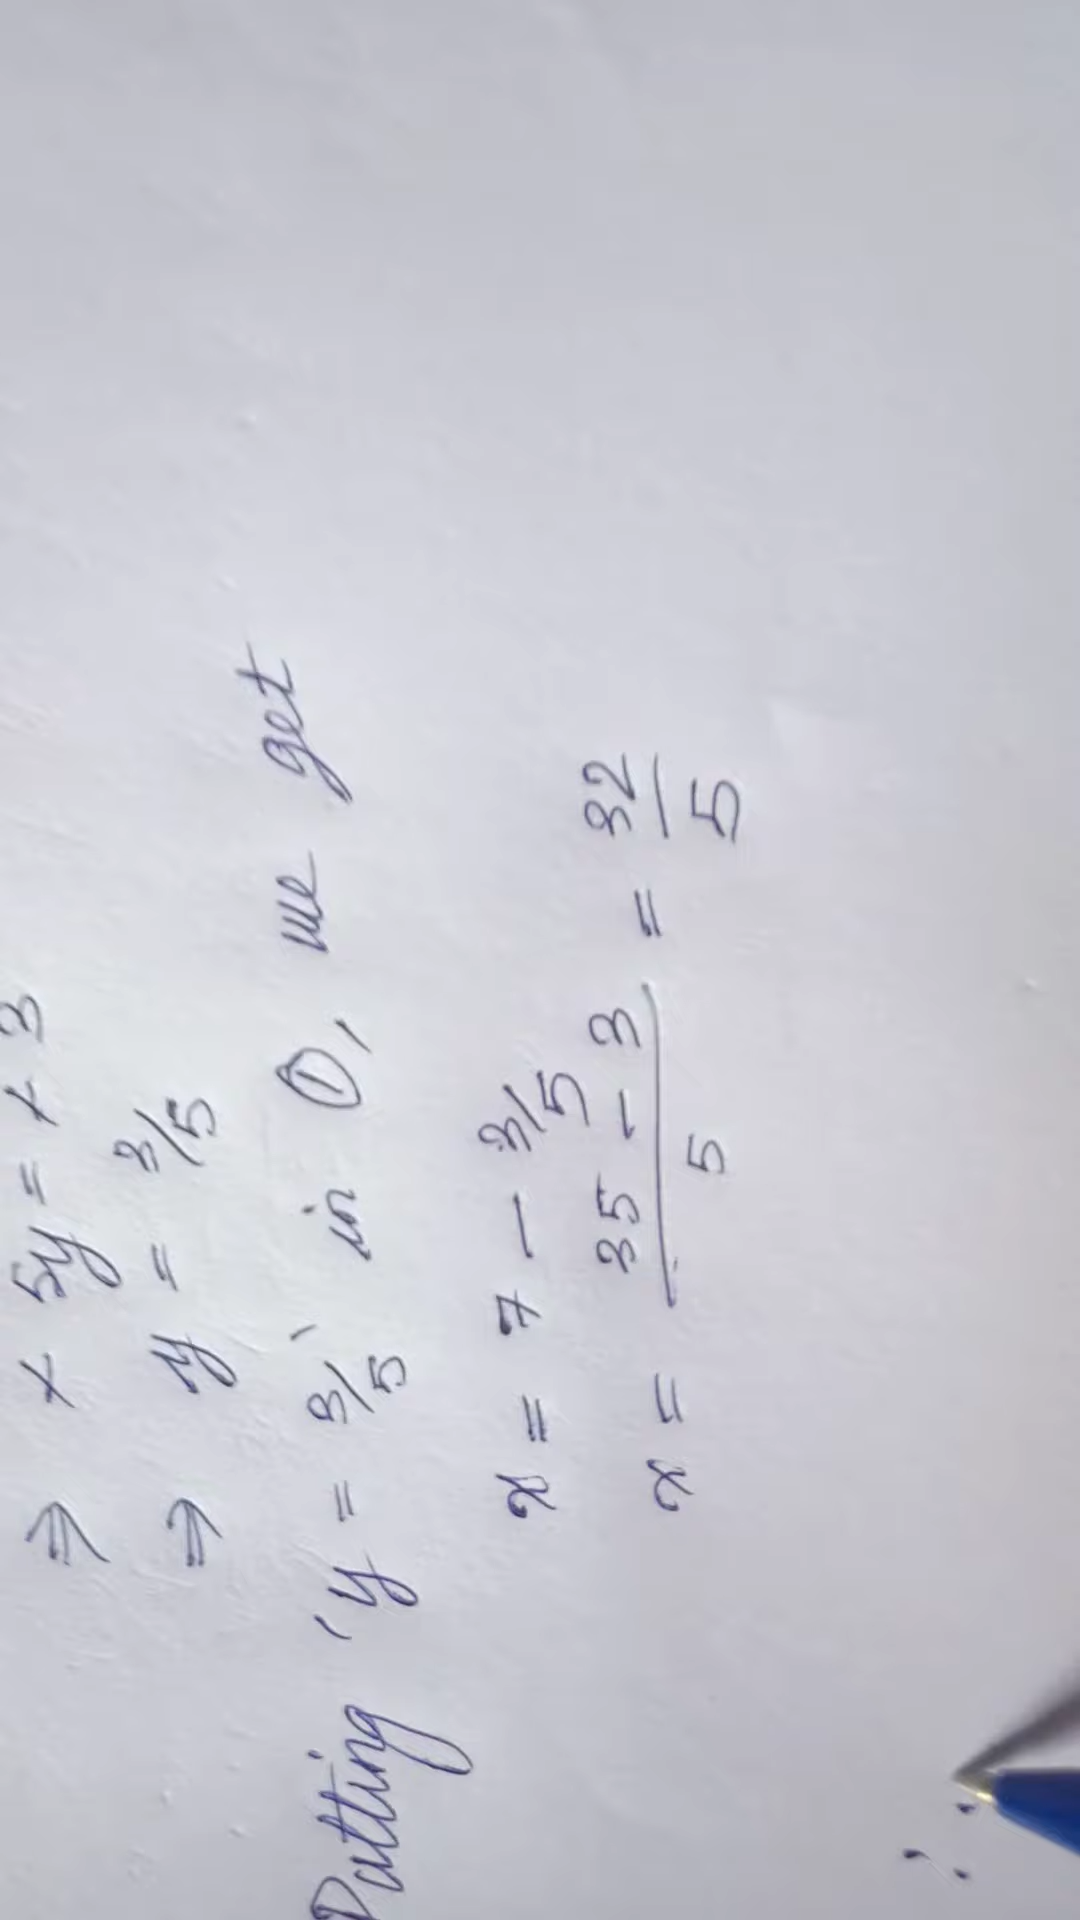 ⇒ ⨯ 5y = ⨯ 3
⇒ y = 3/5
Putting 'y = 3/5' in ①, we get
x = 7 - 3/5
x = (35 - 3)/5 = 32/5
∴